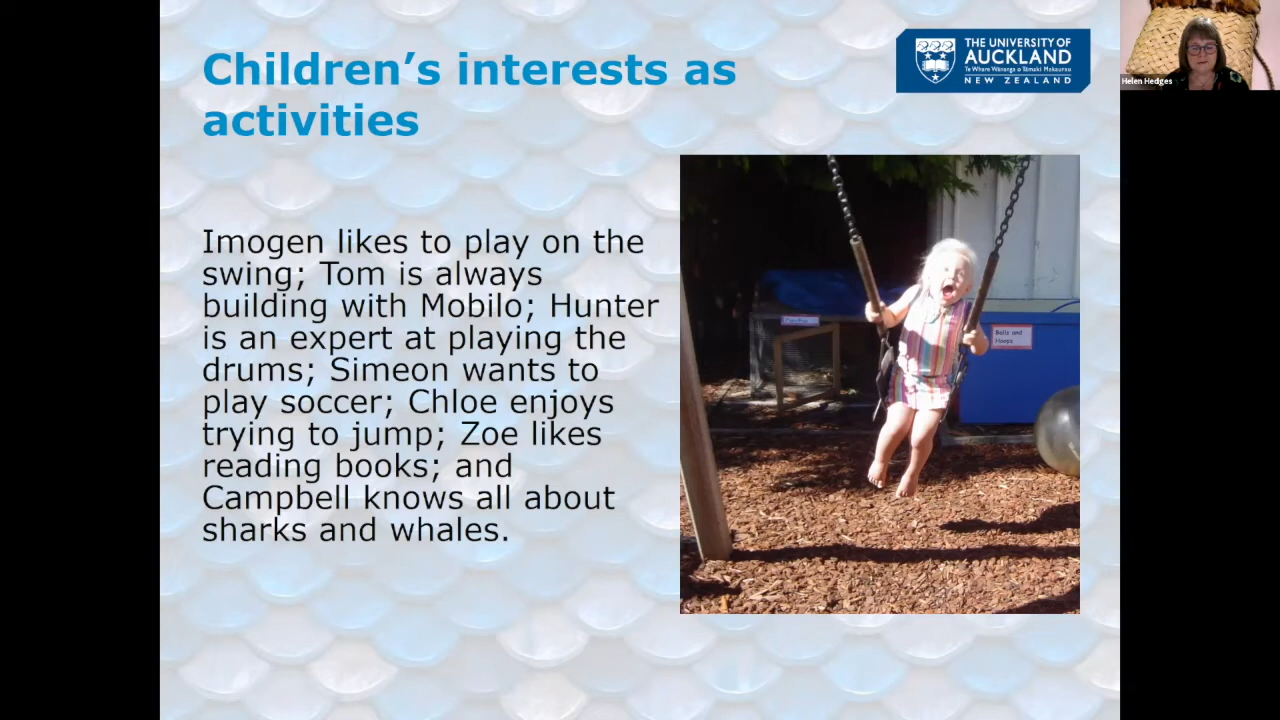 Children's interests as
activities
THE UNIVERSITY OF
AUCKLAND
Te Whare Wānanga o Tāmaki Makaurau
NEW ZEALAND
Helen Hedges
Imogen likes to play on the
swing; Tom is always
building with Mobilo; Hunter
is an expert at playing the
drums; Simeon wants to
play soccer; Chloe enjoys
trying to jump; Zoe likes
reading books; and
Campbell knows all about
sharks and whales.
Balls and
Hoops